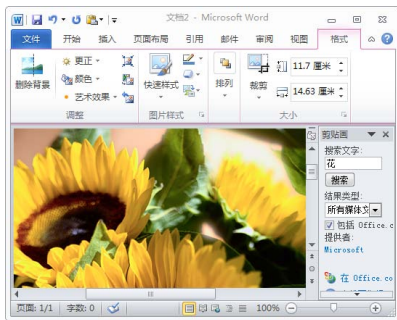 文档2 - Microsoft Word
文件 开始 插入 页面布局 引用 邮件 审阅 视图 格式
删除背景
更正
颜色
艺术效果
调整
快速样式
图片样式
排列
裁剪
11.7 厘米
14.63 厘米
大小
剪贴画
搜索文字:
花
搜索
结果类型:
所有媒体文
包括 Office.c
提供者:
Microsoft
在 Office.co
页面: 1/1 字数: 0 100%